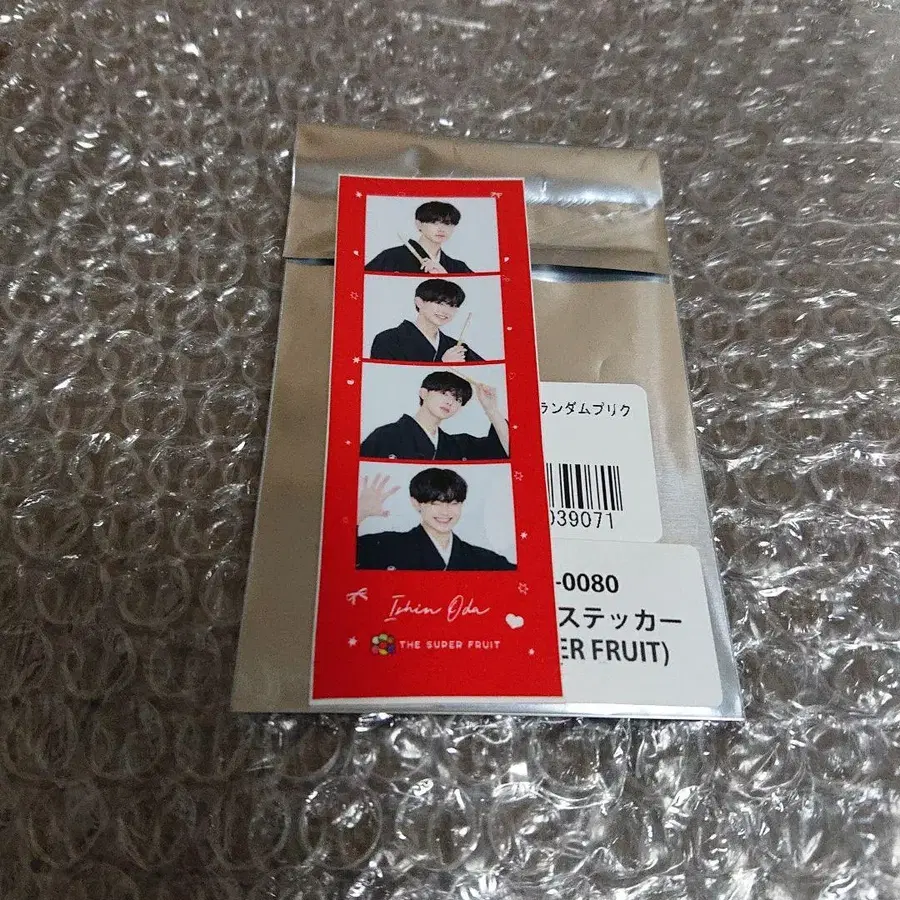 ランダムプリク
039071
-0080
ステッカー
ER FRUIT)
Ishin Oda
THE SUPER FRUIT